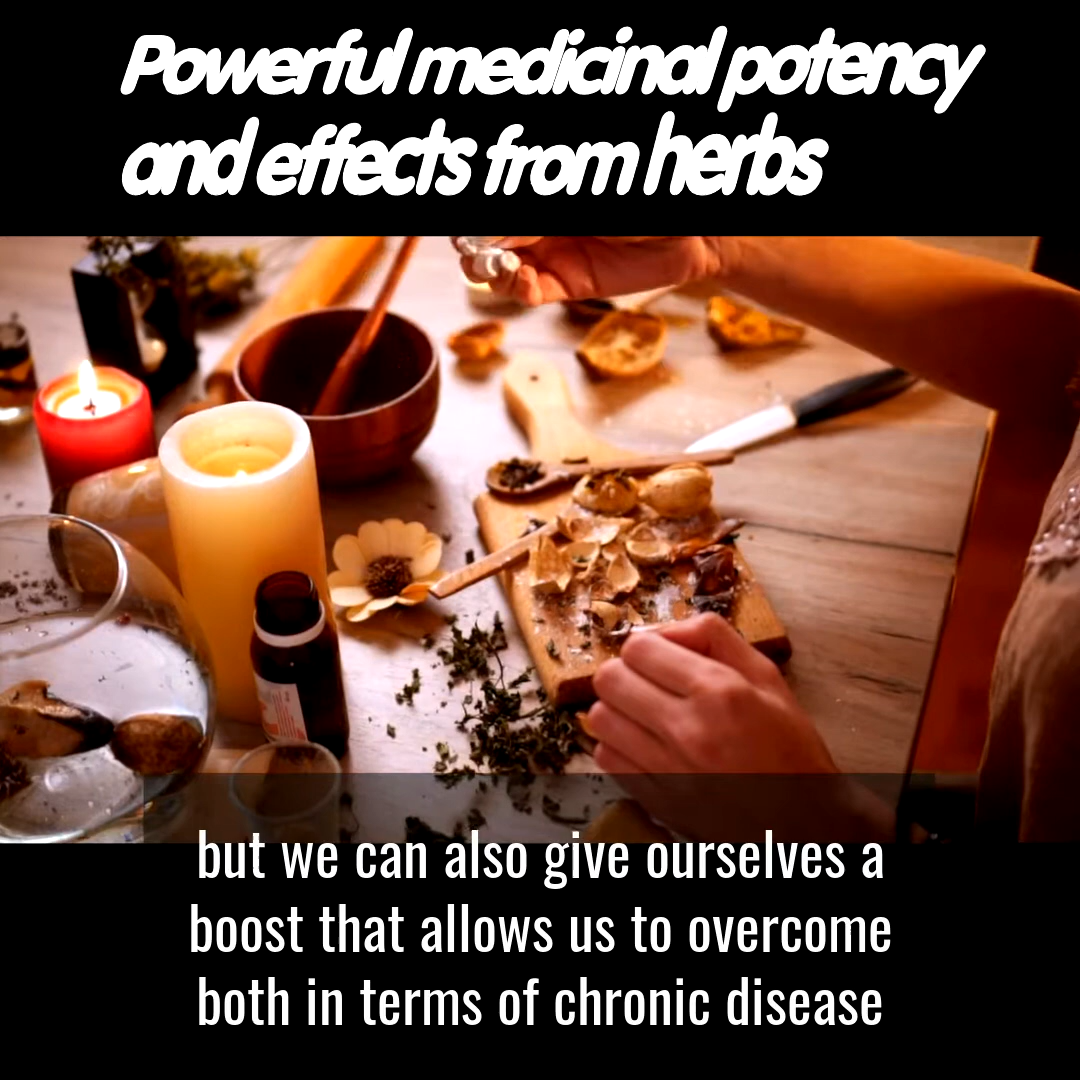 Powerful medicinal potency
and effects from herbs
but we can also give ourselves a
boost that allows us to overcome
both in terms of chronic disease